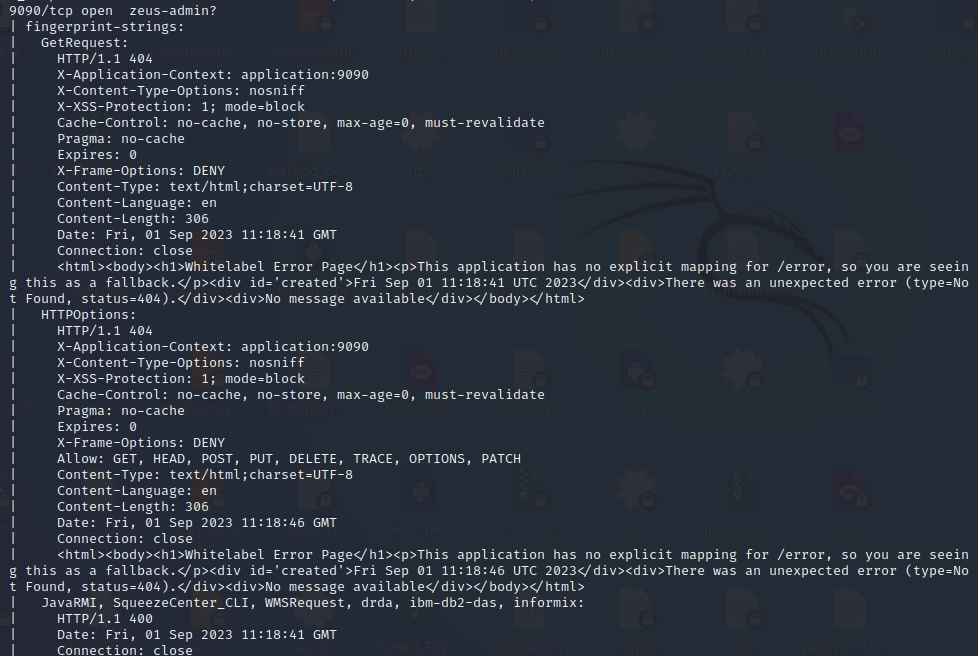 9090/tcp open  zeus-admin?
| fingerprint-strings:
|   GetRequest:
|     HTTP/1.1 404
|     X-Application-Context: application:9090
|     X-Content-Type-Options: nosniff
|     X-XSS-Protection: 1; mode=block
|     Cache-Control: no-cache, no-store, max-age=0, must-revalidate
|     Pragma: no-cache
|     Expires: 0
|     X-Frame-Options: DENY
|     Content-Type: text/html;charset=UTF-8
|     Content-Language: en
|     Content-Length: 306
|     Date: Fri, 01 Sep 2023 11:18:41 GMT
|     Connection: close
|     <html><body><h1>Whitelabel Error Page</h1><p>This application has no explicit mapping for /error, so you are seein
g this as a fallback.</p><div id='created'>Fri Sep 01 11:18:41 UTC 2023</div><div>There was an unexpected error (type=No
t Found, status=404).</div><div>No message available</div></body></html>
|   HTTPOptions:
|     HTTP/1.1 404
|     X-Application-Context: application:9090
|     X-Content-Type-Options: nosniff
|     X-XSS-Protection: 1; mode=block
|     Cache-Control: no-cache, no-store, max-age=0, must-revalidate
|     Pragma: no-cache
|     Expires: 0
|     X-Frame-Options: DENY
|     Allow: GET, HEAD, POST, PUT, DELETE, TRACE, OPTIONS, PATCH
|     Content-Type: text/html;charset=UTF-8
|     Content-Language: en
|     Content-Length: 306
|     Date: Fri, 01 Sep 2023 11:18:46 GMT
|     Connection: close
|     <html><body><h1>Whitelabel Error Page</h1><p>This application has no explicit mapping for /error, so you are seein
g this as a fallback.</p><div id='created'>Fri Sep 01 11:18:46 UTC 2023</div><div>There was an unexpected error (type=No
t Found, status=404).</div><div>No message available</div></body></html>
|   JavaRMI, SqueezeCenter_CLI, WMSRequest, drda, ibm-db2-das, informix:
|     HTTP/1.1 400
|     Date: Fri, 01 Sep 2023 11:18:41 GMT
|     Connection: close